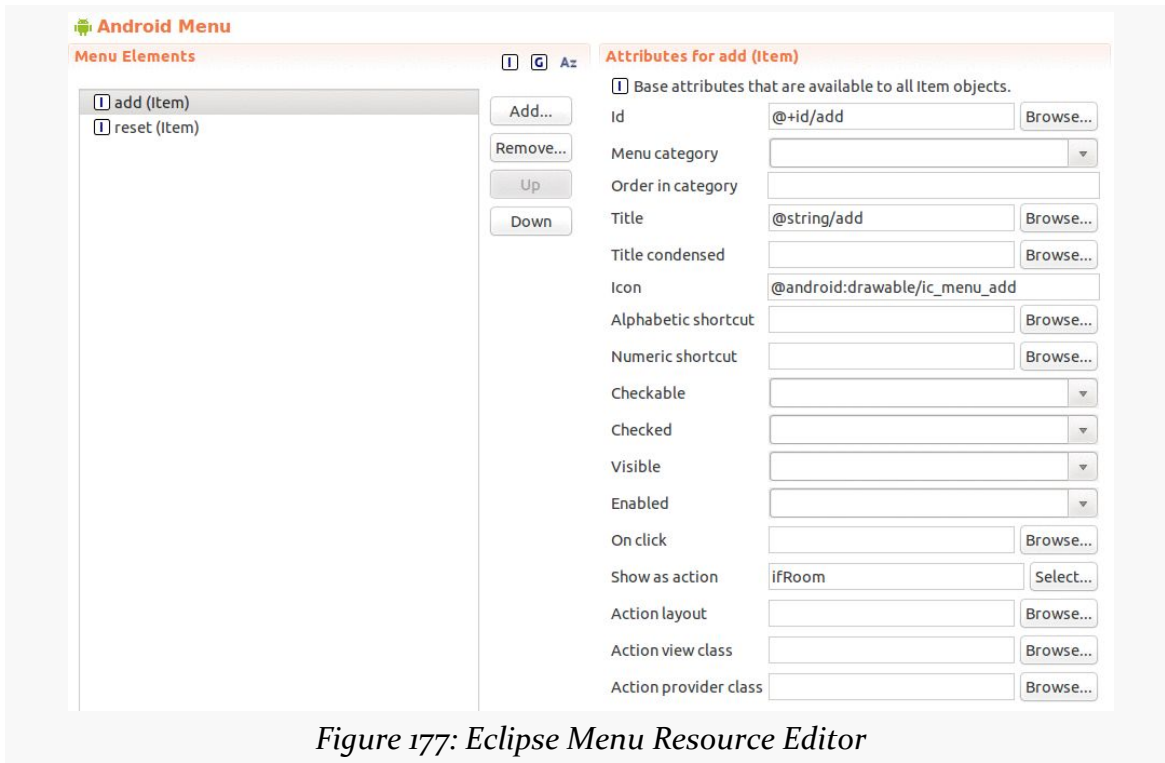 Android Menu
Menu Elements
I G Az
Attributes for add (Item)
I Base attributes that are available to all Item objects.
I add (Item)
I reset (Item)
Add...
Remove...
Up
Down
Id @+id/add Browse...
Menu category
Order in category
Title @string/add Browse...
Title condensed Browse...
Icon @android:drawable/ic_menu_add
Alphabetic shortcut Browse...
Numeric shortcut Browse...
Checkable
Checked
Visible
Enabled
On click Browse...
Show as action ifRoom Select...
Action layout Browse...
Action view class Browse...
Action provider class Browse...
Figure 177: Eclipse Menu Resource Editor